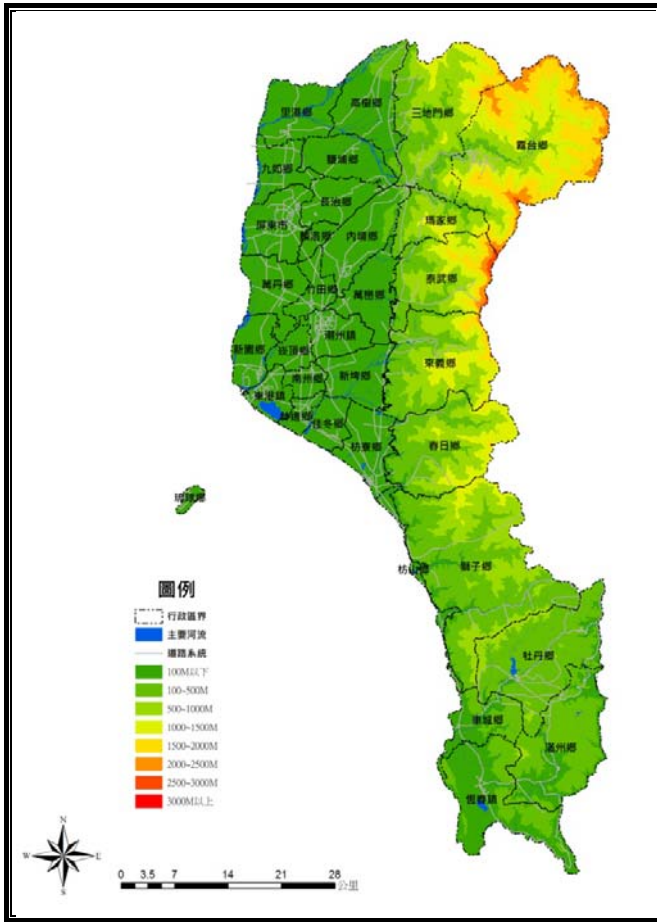 里港鄉
高樹鄉
三地門鄉
霧台鄉
九如鄉
鹽埔鄉
長治鄉
屏東市
麟洛鄉
內埔鄉
瑪家鄉
泰武鄉
萬丹鄉
竹田鄉
萬巒鄉
潮州鎮
新園鄉
崁頂鄉
來義鄉
南州鄉
新埤鄉
東港鎮
林邊鄉
佳冬鄉
枋寮鄉
春日鄉
琉球鄉
枋山鄉
獅子鄉
牡丹鄉
車城鄉
滿州鄉
恆春鎮
圖例
行政區界
主要河流
道路系統
100M以下
100~500M
500~1000M
1000~1500M
1500~2000M
2000~2500M
2500~3000M
3000M以上
N
W E
S
0 3.5 7 14 21 28
公里